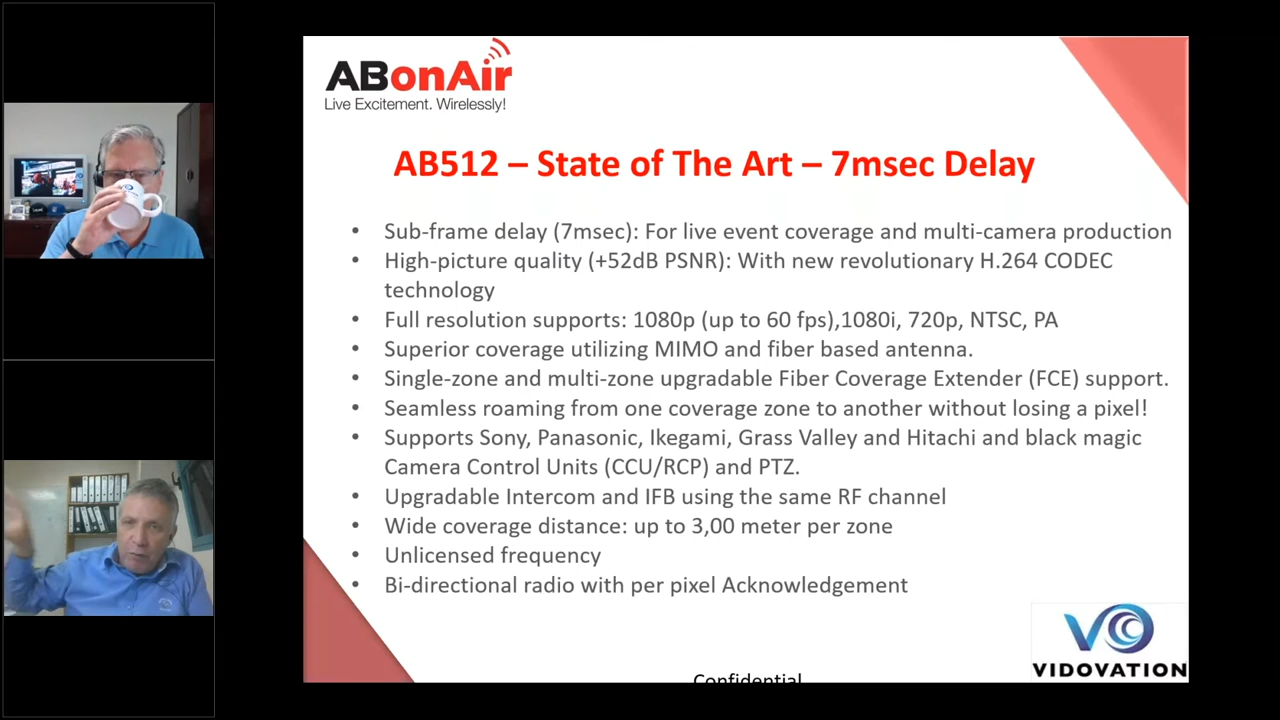 ABonAir
Live Excitement. Wirelessly!
AB512 – State of The Art – 7msec Delay
• Sub-frame delay (7msec): For live event coverage and multi-camera production
• High-picture quality (+52dB PSNR): With new revolutionary H.264 CODEC
technology
• Full resolution supports: 1080p (up to 60 fps),1080i, 720p, NTSC, PA
• Superior coverage utilizing MIMO and fiber based antenna.
• Single-zone and multi-zone upgradable Fiber Coverage Extender (FCE) support.
• Seamless roaming from one coverage zone to another without losing a pixel!
• Supports Sony, Panasonic, Ikegami, Grass Valley and Hitachi and black magic
Camera Control Units (CCU/RCP) and PTZ.
• Upgradable Intercom and IFB using the same RF channel
• Wide coverage distance: up to 3,00 meter per zone
• Unlicensed frequency
• Bi-directional radio with per pixel Acknowledgement
VIDOVATION
Confidential